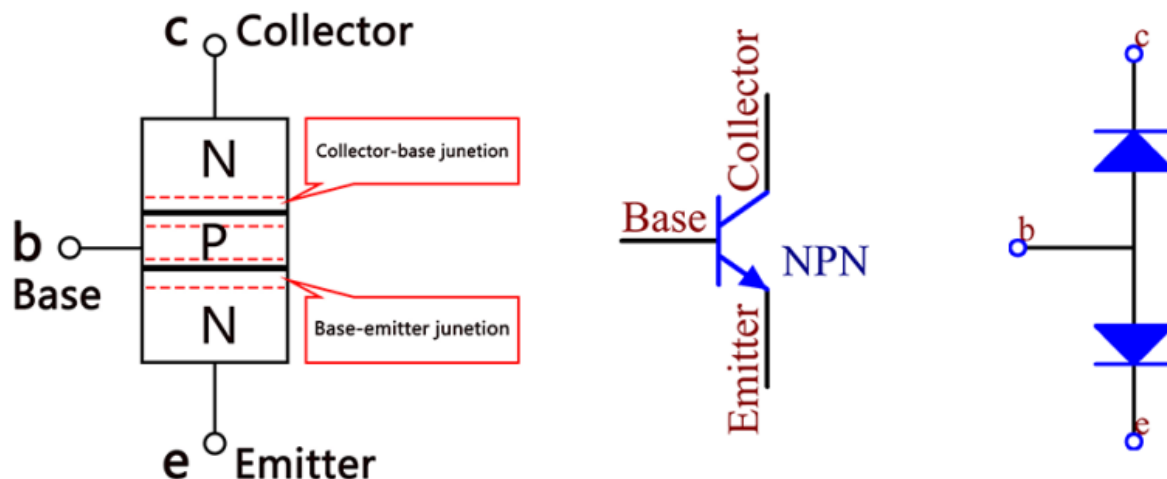 c Collector
N
Collector-base junetion
b
P
Base
N
Base-emitter junetion
e Emitter
Collector
Base
NPN
Emitter
c
b
e